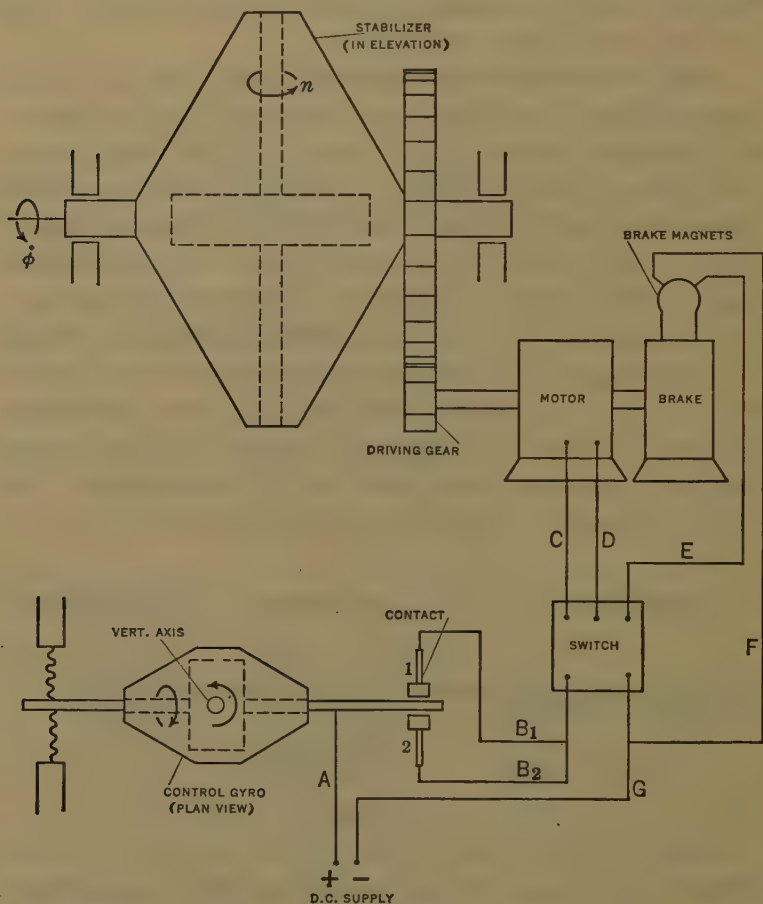 STABILIZER
(IN ELEVATION)
n
φ̇
BRAKE MAGNETS
MOTOR
BRAKE
DRIVING GEAR
C
D
E
CONTACT
VERT. AXIS
SWITCH
1
F
B1
2
B2
A
G
CONTROL GYRO
(PLAN VIEW)
+ −
D.C. SUPPLY